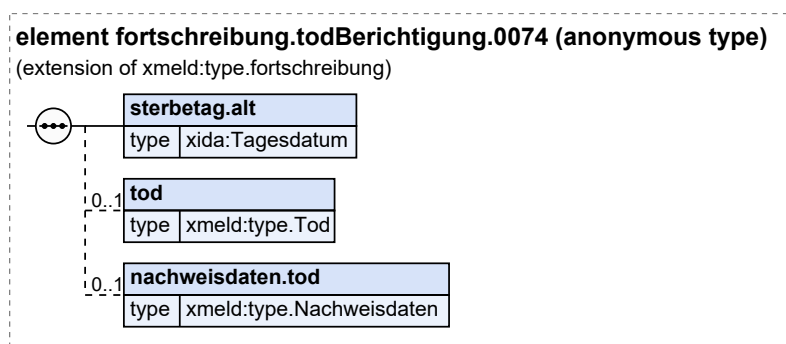 element fortschreibung.todBerichtigung.0074 (anonymous type)
(extension of xmeld:type.fortschreibung)
sterbetag.alt
type xida:Tagesdatum
0..1 tod
type xmeld:type.Tod
0..1 nachweisdaten.tod
type xmeld:type.Nachweisdaten